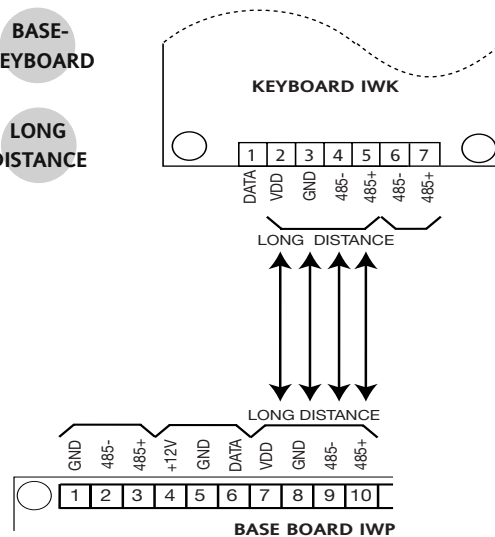 BASE-
EYBOARD
LONG
DISTANCE
KEYBOARD IWK
1 2 3 4 5 6 7
DATA VDD GND 485- 485+ 485- 485+
LONG DISTANCE
LONG DISTANCE
GND 485- 485+ +12V GND DATA VDD GND 485- 485+
1 2 3 4 5 6 7 8 9 10
BASE BOARD IWP